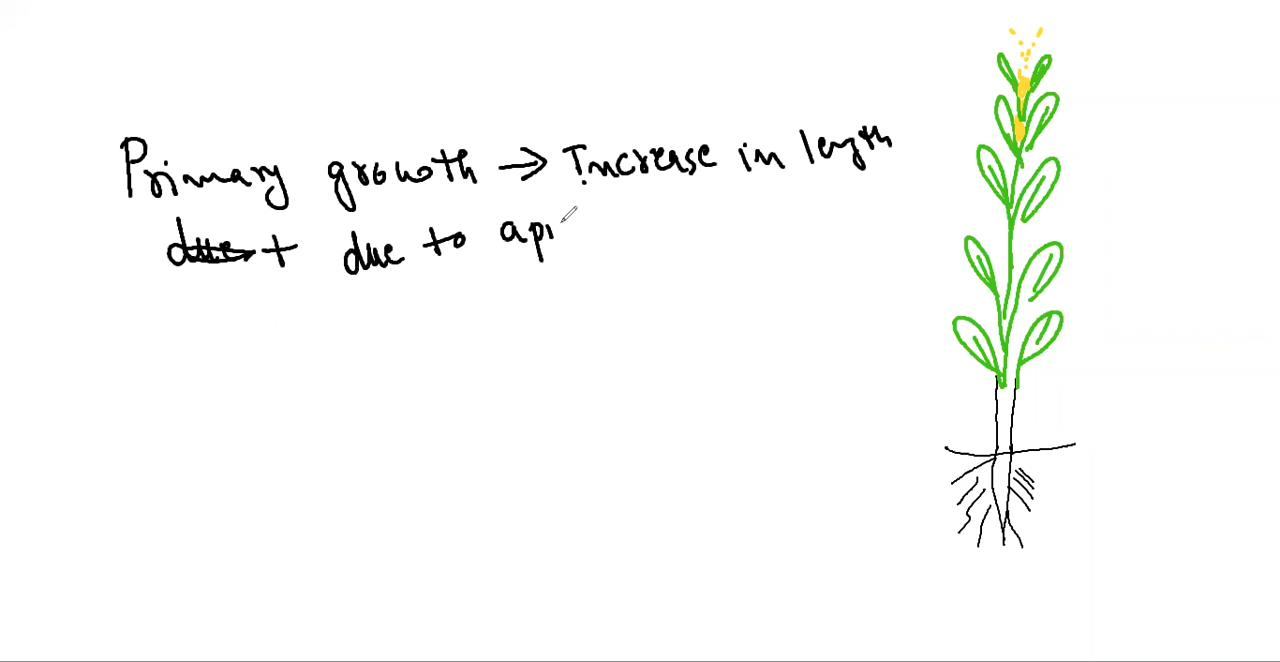 Primary growth → Increase in length
+ due to api